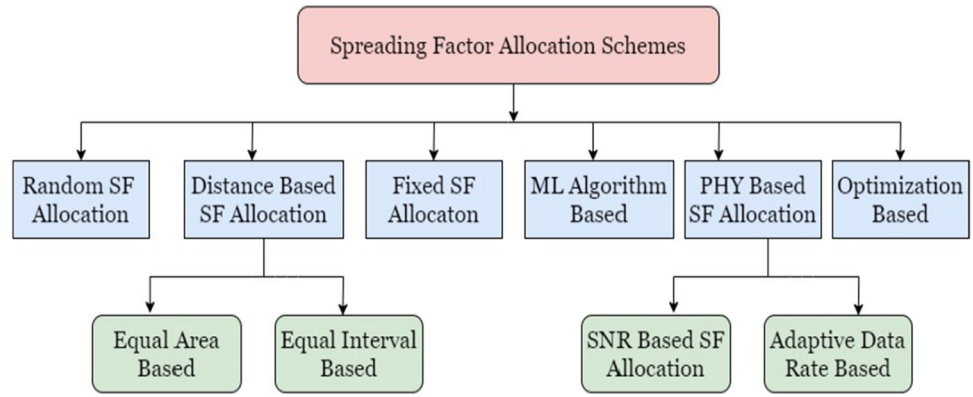 Spreading Factor Allocation Schemes
Random SF
Allocation
Distance Based
SF Allocation
Fixed SF
Allocaton
ML Algorithm
Based
PHY Based
SF Allocation
Optimization
Based
Equal Area
Based
Equal Interval
Based
SNR Based SF
Allocation
Adaptive Data
Rate Based